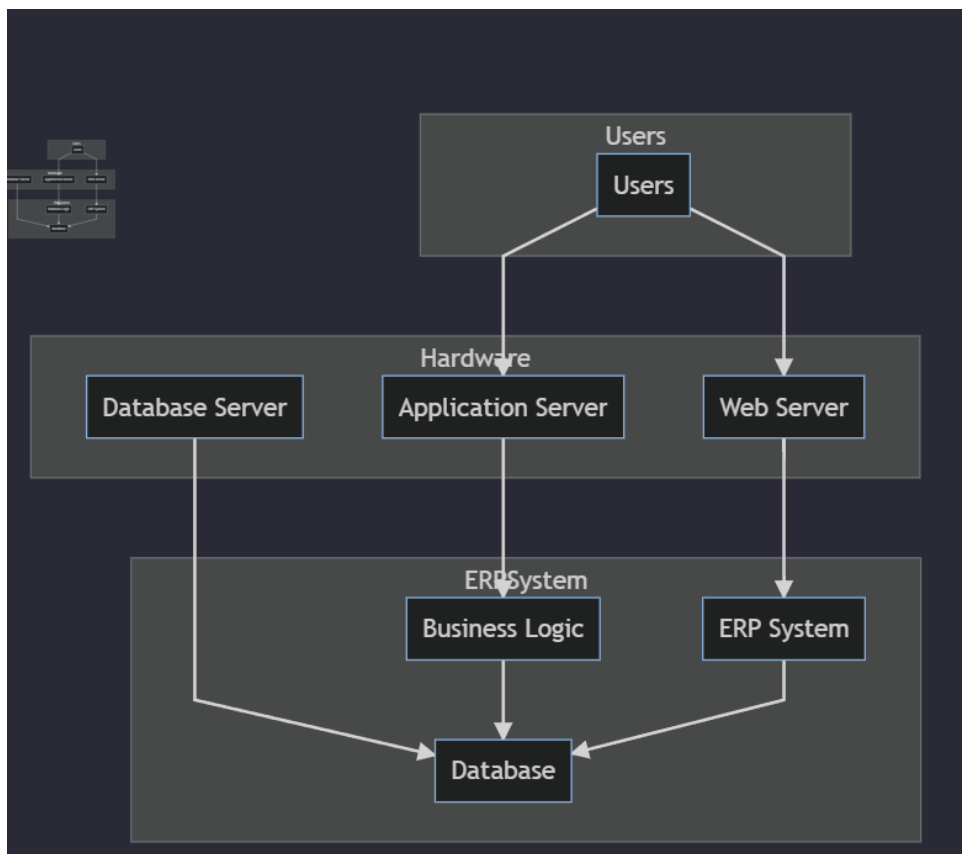 Users
Users
Hardware
Database Server
Application Server
Web Server
ERPSystem
Business Logic
ERP System
Database